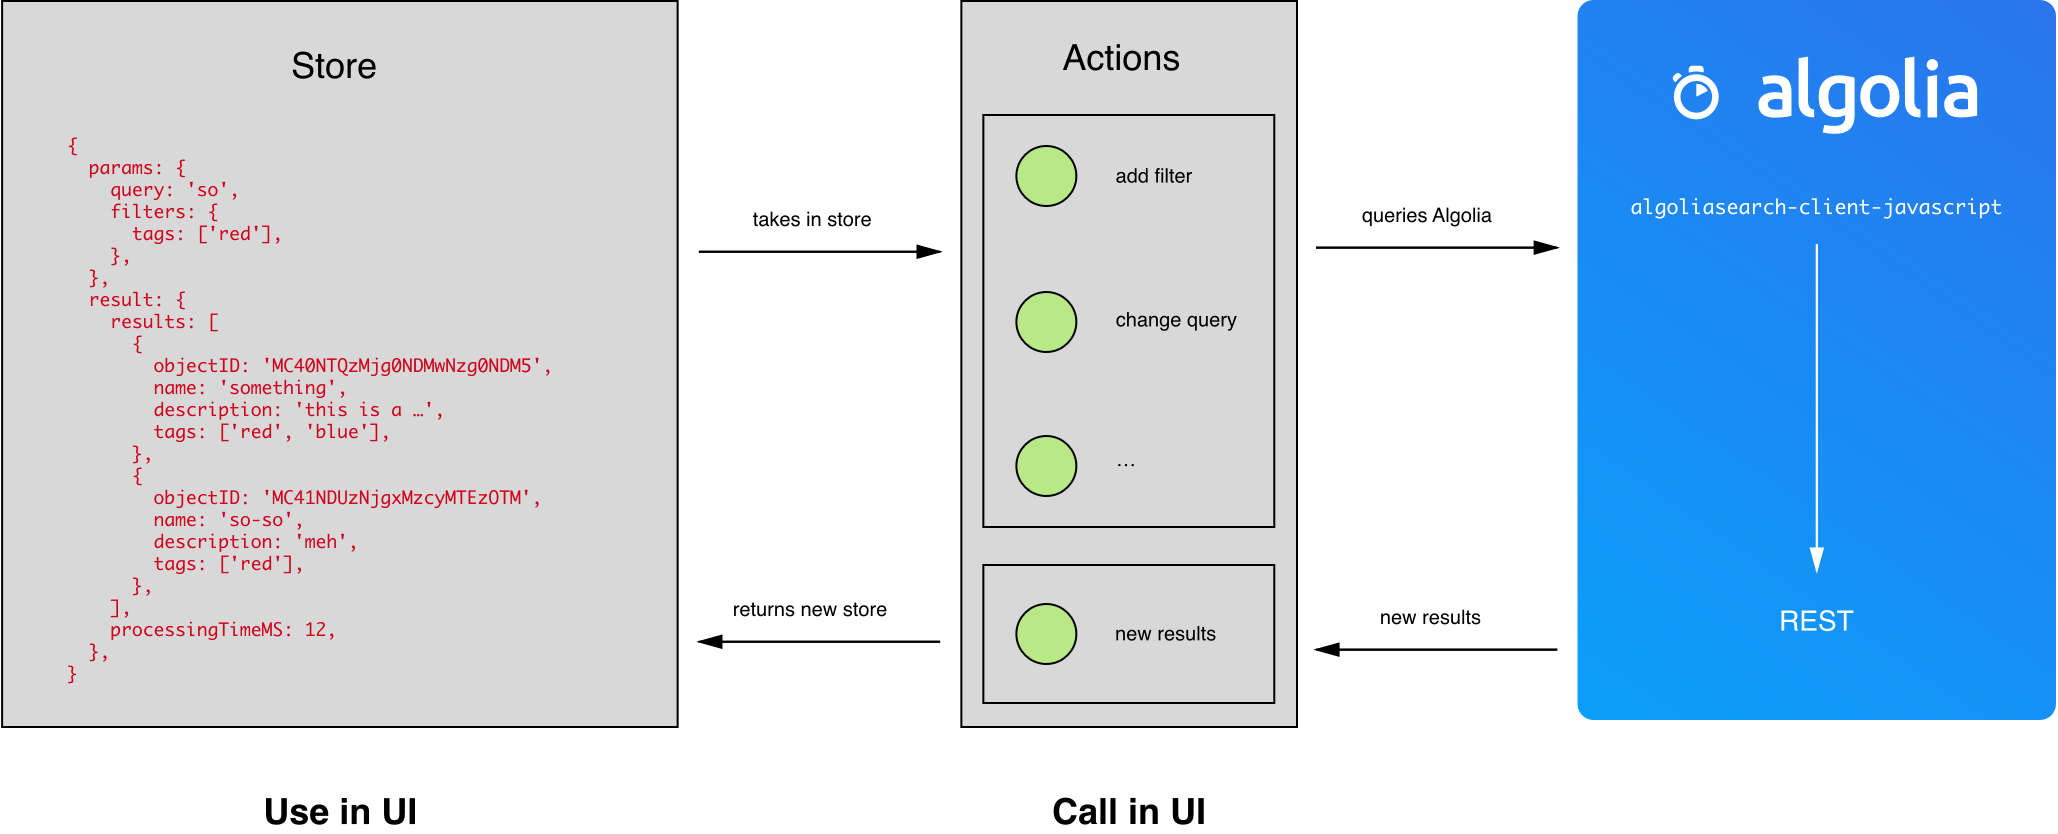 Store
{
  params: {
    query: 'so',
    filters: {
      tags: ['red'],
    },
  },
  result: {
    results: [
      {
        objectID: 'MC40NTQzMjg0NDMwNzg0NDM5',
        name: 'something',
        description: 'this is a …',
        tags: ['red', 'blue'],
      },
      {
        objectID: 'MC41NDUzNjgxMzcyMTEzOTM',
        name: 'so-so',
        description: 'meh',
        tags: ['red'],
      },
    ],
    processingTimeMS: 12,
  },
}
Use in UI
takes in store
returns new store
Actions
add filter
change query
…
new results
Call in UI
queries Algolia
new results
algolia
algoliasearch-client-javascript
REST